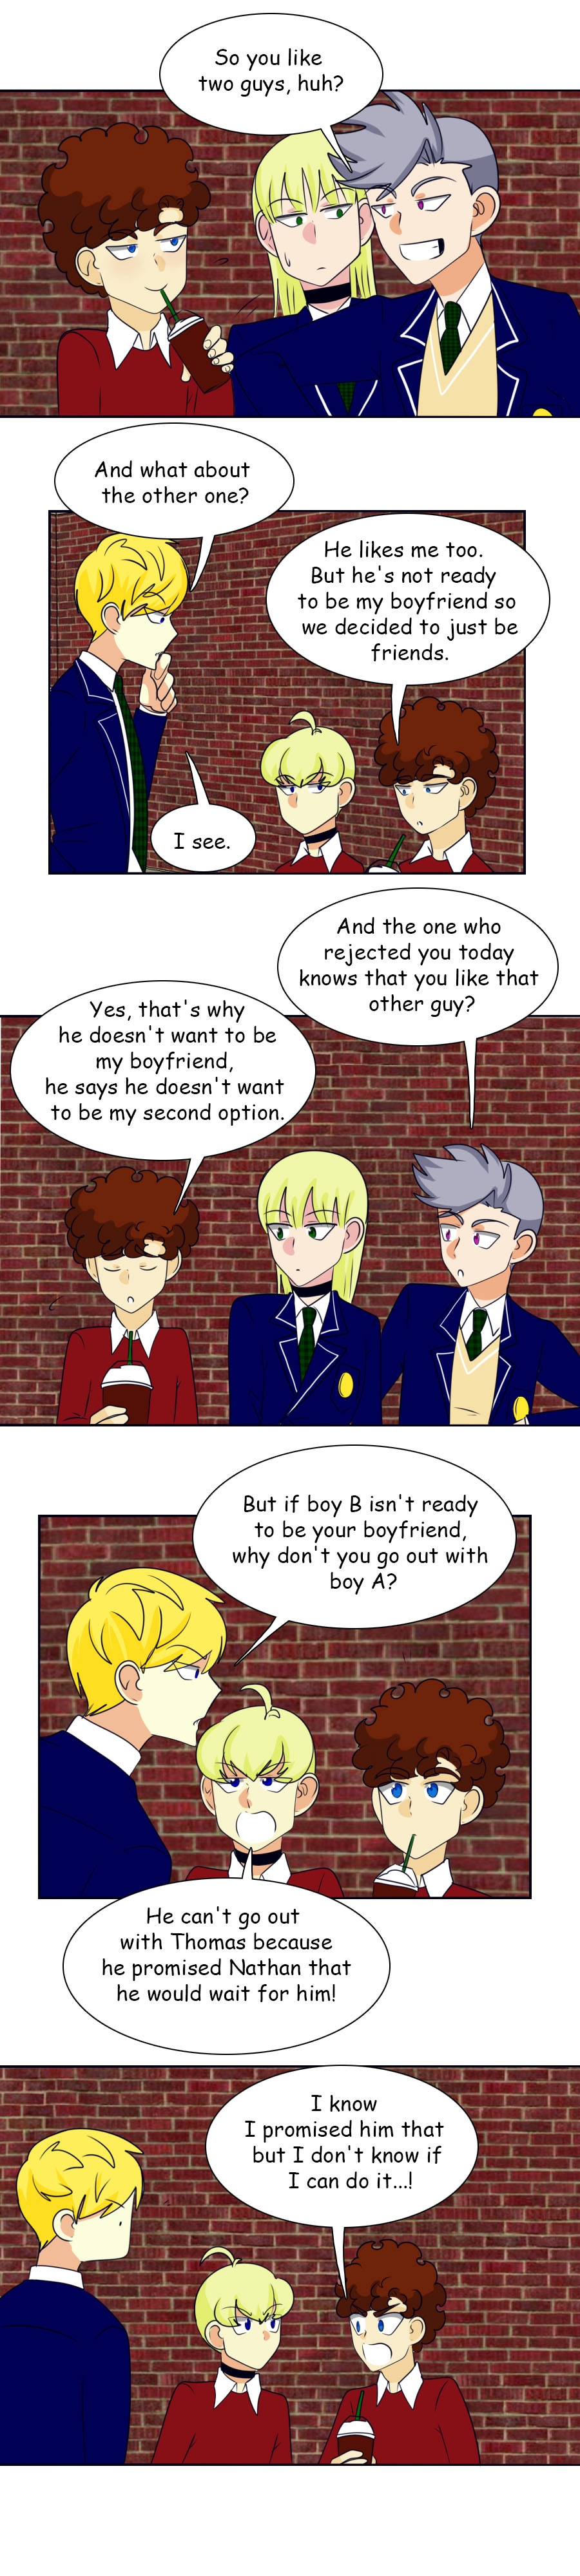 So you like
two guys, huh?
And what about
the other one?
He likes me too.
But he's not ready
to be my boyfriend so
we decided to just be
friends.
I see.
And the one who
rejected you today
knows that you like that
other guy?
Yes, that's why
he doesn't want to be
my boyfriend,
he says he doesn't want
to be my second option.
But if boy B isn't ready
to be your boyfriend,
why don't you go out with
boy A?
He can't go out
with Thomas because
he promised Nathan that
he would wait for him!
I know
I promised him that
but I don't know if
I can do it...!